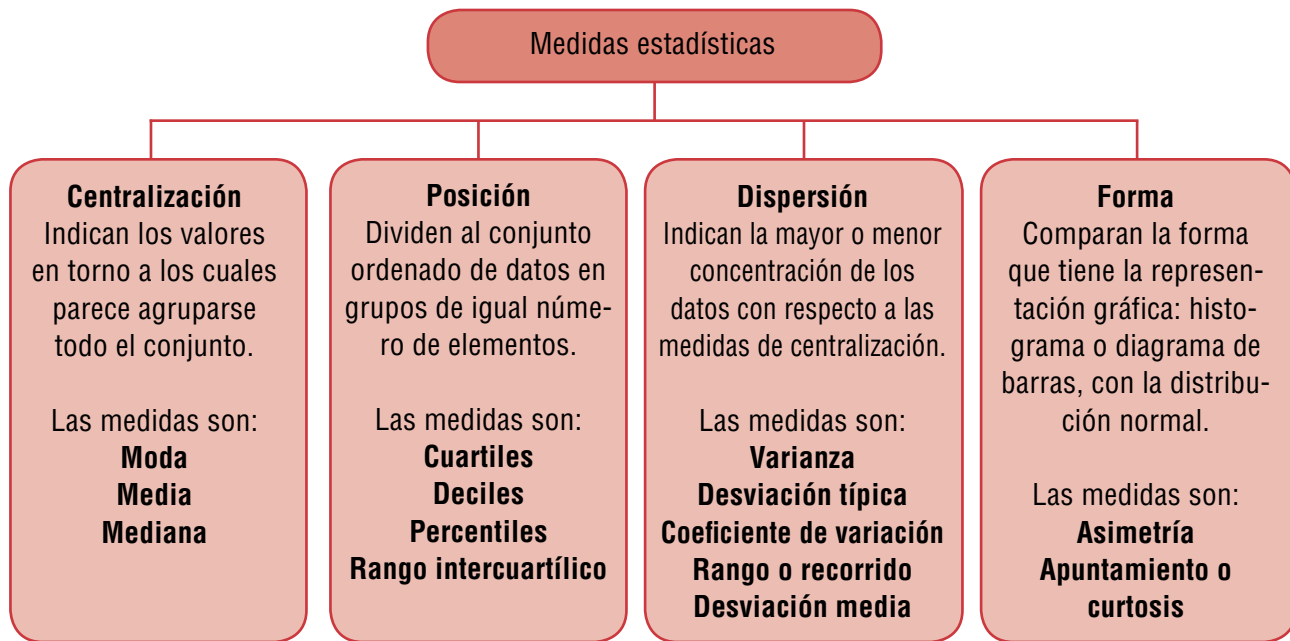 Medidas estadísticas
Centralización
Indican los valores
en torno a los cuales
parece agruparse
todo el conjunto.
Las medidas son:
Moda
Media
Mediana
Posición
Dividen al conjunto
ordenado de datos en
grupos de igual núme-
ro de elementos.
Las medidas son:
Cuartiles
Deciles
Percentiles
Rango intercuartílico
Dispersión
Indican la mayor o menor
concentración de los
datos con respecto a las
medidas de centralización.
Las medidas son:
Varianza
Desviación típica
Coeficiente de variación
Rango o recorrido
Desviación media
Forma
Comparan la forma
que tiene la represen-
tación gráfica: histo-
grama o diagrama de
barras, con la distribu-
ción normal.
Las medidas son:
Asimetría
Apuntamiento o
curtosis